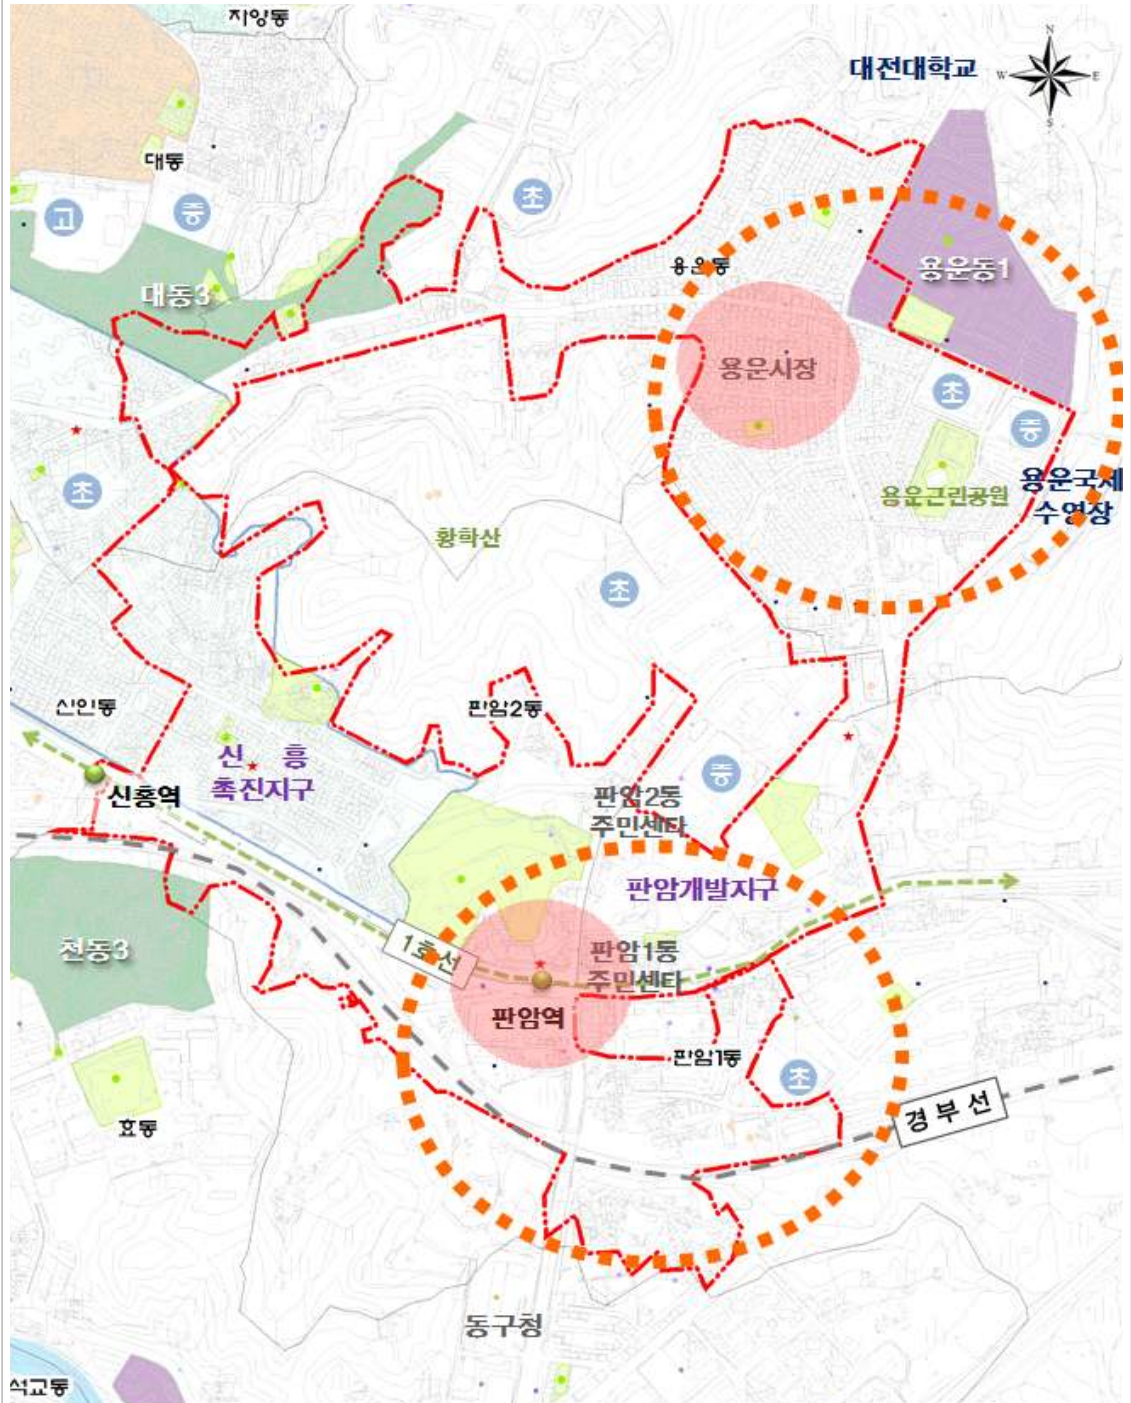 자양동
N
대전대학교
W
E
S
대동
고
중
초
용운동
용운동1
대동3
용운시장
초
중
초
용운근린공원
용운국제
수영장
황학산
초
신인동
판암2동
신 흥
촉진지구
중
신흥역
판암2동
주민센타
판암개발지구
천동3
1호선
판암1동
주민센타
판암역
판암1동
초
효동
경부선
동구청
석교동